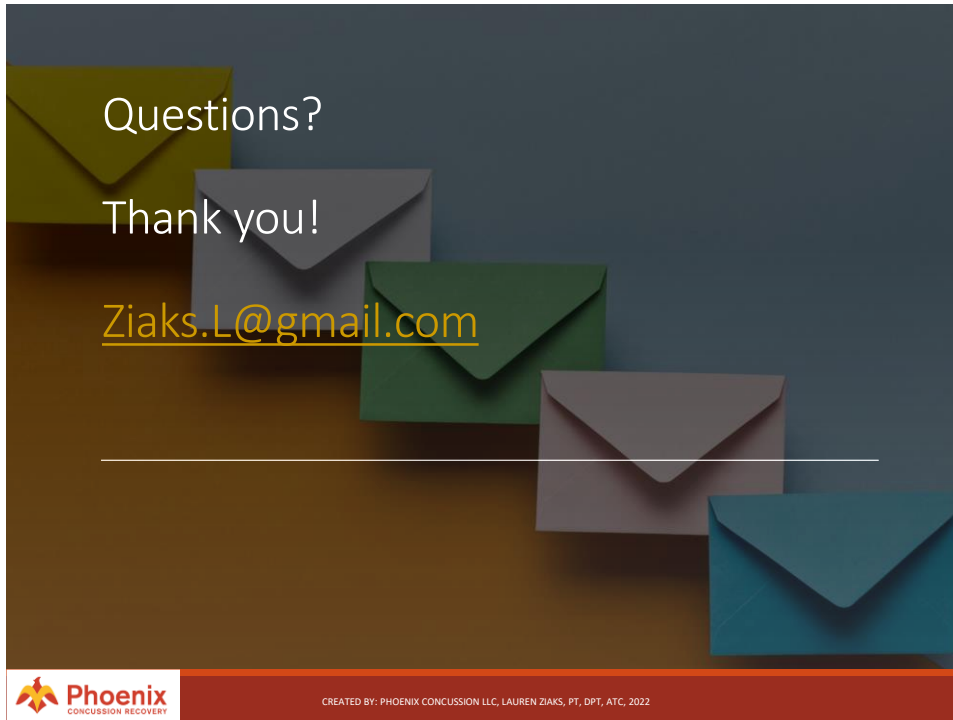 Questions?
Thank you!
Ziaks.L@gmail.com
Phoenix
CONCUSSION RECOVERY
CREATED BY: PHOENIX CONCUSSION LLC, LAUREN ZIAKS, PT, DPT, ATC, 2022